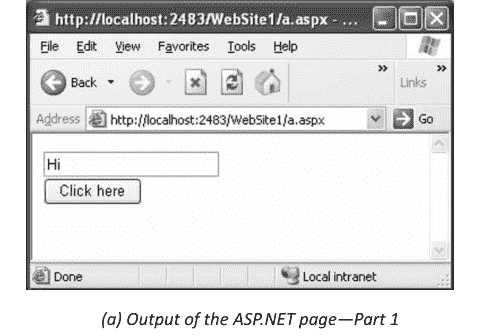 http://localhost:2483/WebSite1/a.aspx - ...
File Edit View Favorites Tools Help
Back Links
Address http://localhost:2483/WebSite1/a.aspx Go
Hi
Click here
Done Local intranet
(a) Output of the ASP.NET page—Part 1